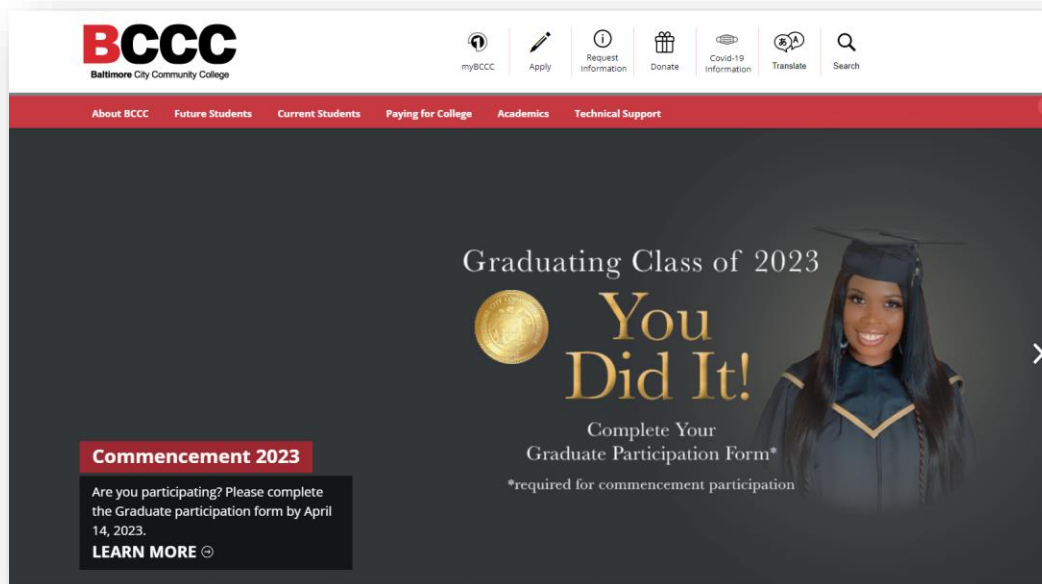 BCCC
Baltimore City Community College
myBCCC
Apply
Request
Information
Donate
Covid-19
Information
Translate
Search
About BCCC Future Students Current Students Paying for College Academics Technical Support
Graduating Class of 2023
You
Did It!
Complete Your
Graduate Participation Form*
*required for commencement participation
Commencement 2023
Are you participating? Please complete
the Graduate participation form by April
14, 2023.
LEARN MORE